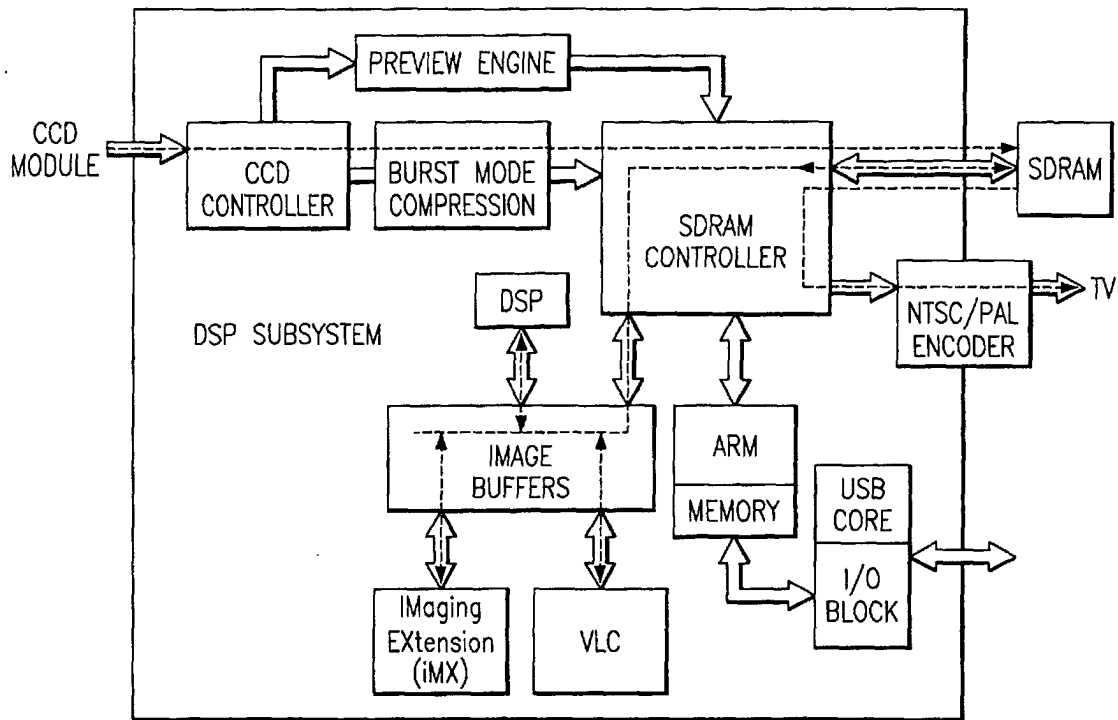 PREVIEW ENGINE
CCD
MODULE
CCD
CONTROLLER
BURST MODE
COMPRESSION
SDRAM
CONTROLLER
SDRAM
DSP
DSP SUBSYSTEM
NTSC/PAL
ENCODER
TV
IMAGE
BUFFERS
ARM
MEMORY
USB
CORE
I/O
BLOCK
IMaging
EXtension
(iMX)
VLC